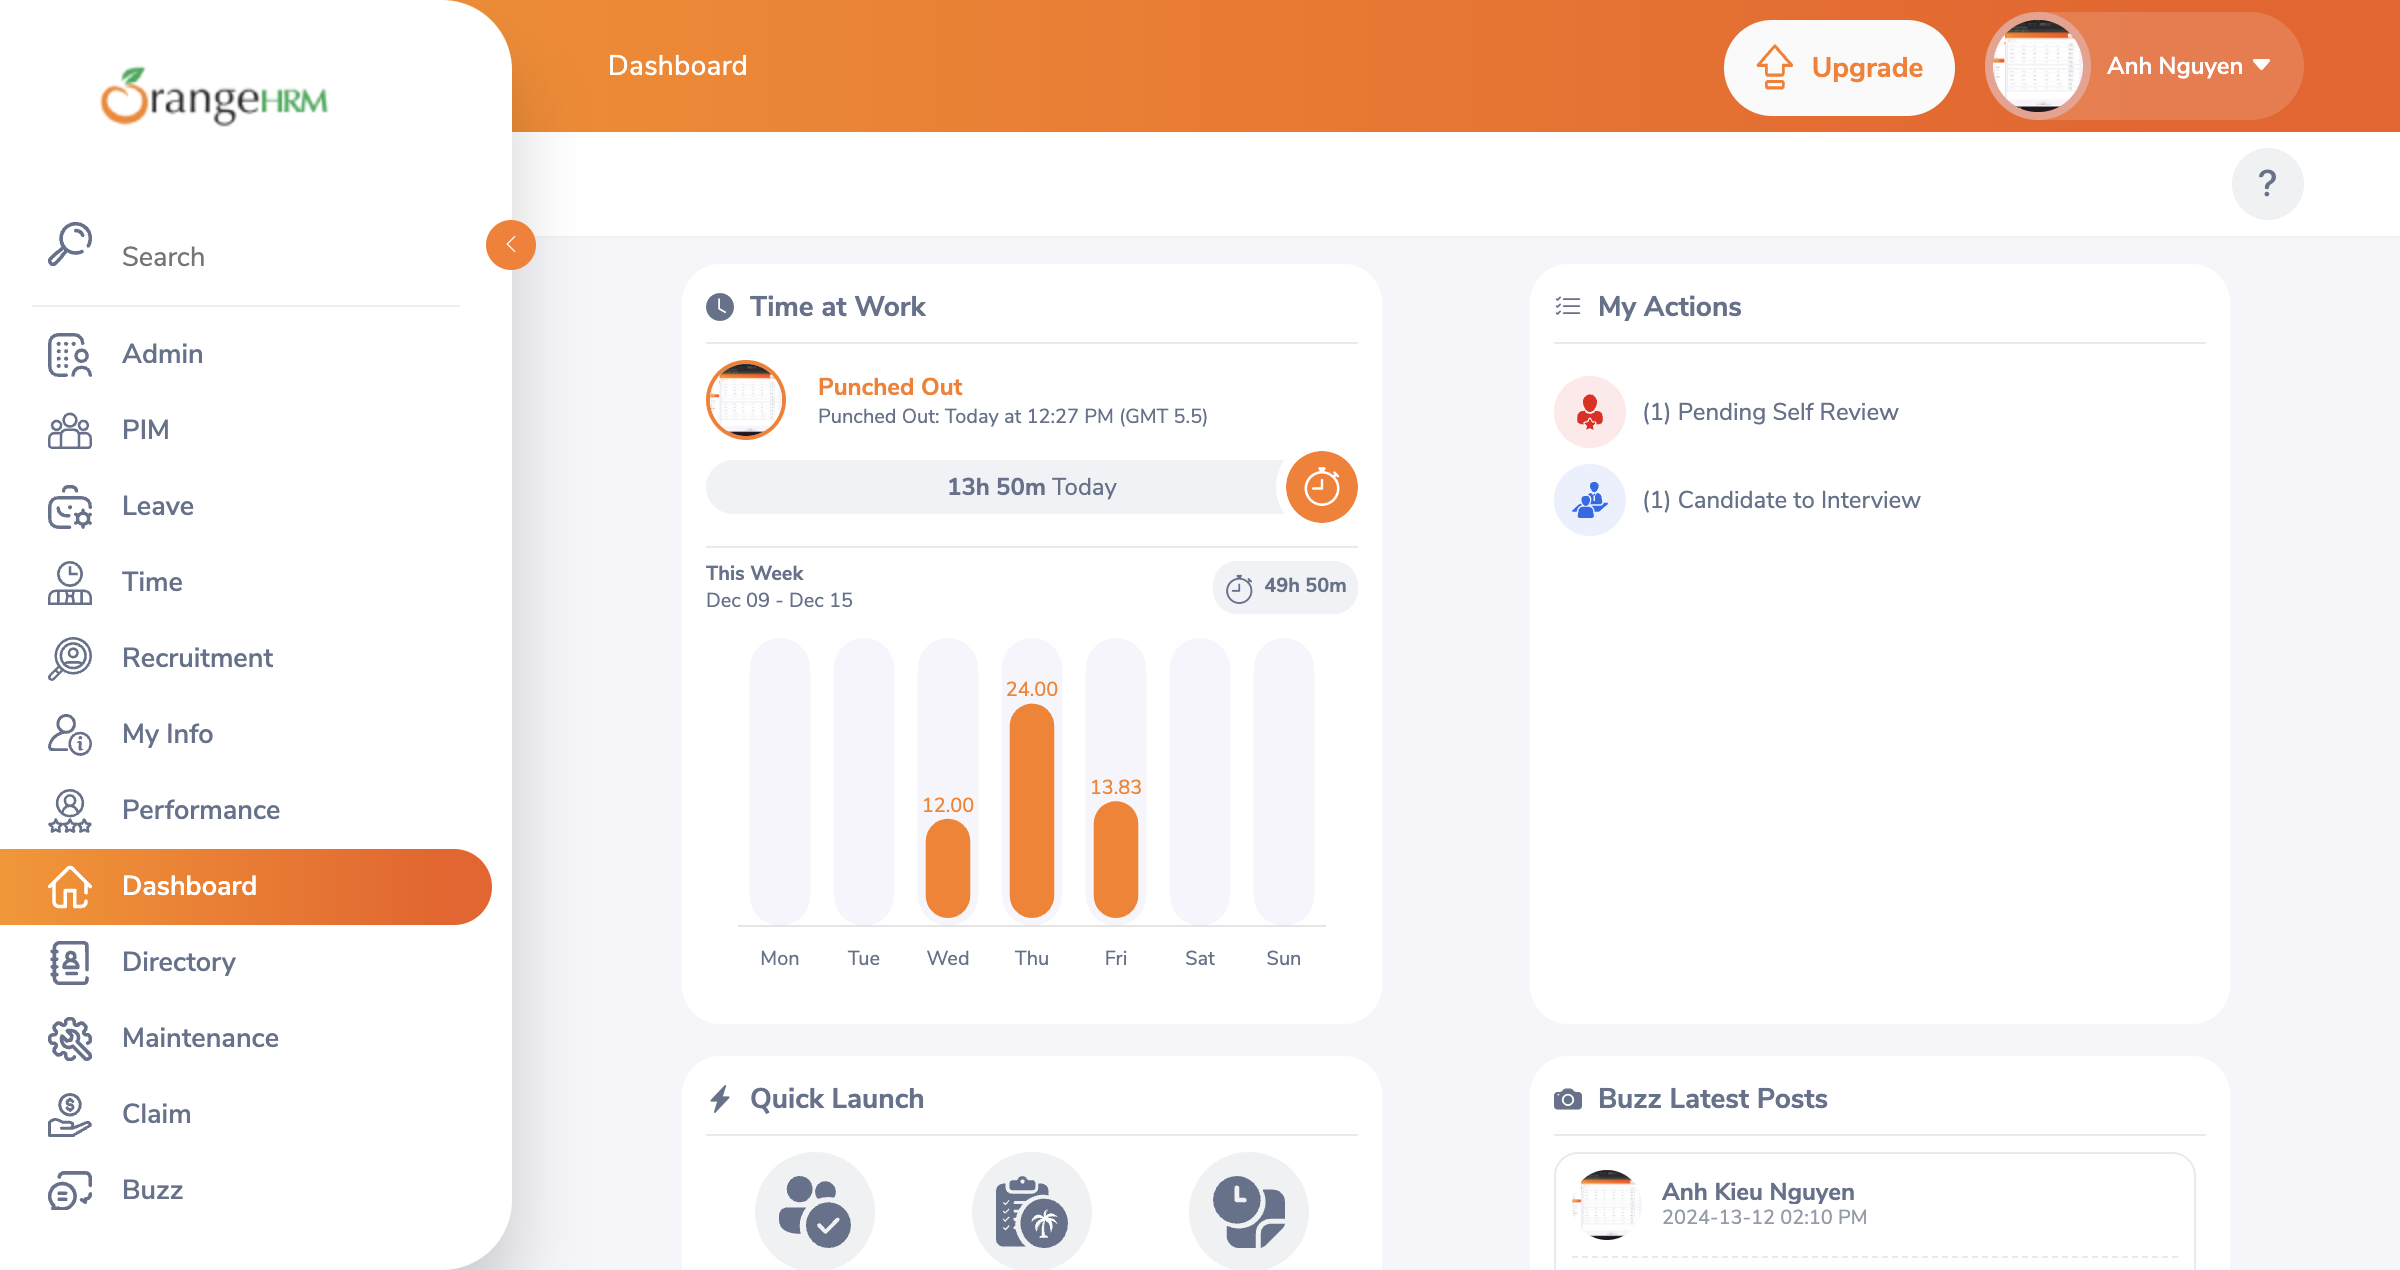 OrangeHRM
Search
Admin
PIM
Leave
Time
Recruitment
My Info
Performance
Dashboard
Directory
Maintenance
Claim
Buzz
Dashboard
Upgrade
Anh Nguyen
?
Time at Work
Punched Out
Punched Out: Today at 12:27 PM (GMT 5.5)
13h 50m Today
This Week
Dec 09 - Dec 15
49h 50m
24.00
13.83
12.00
Mon Tue Wed Thu Fri Sat Sun
My Actions
(1) Pending Self Review
(1) Candidate to Interview
Quick Launch
Buzz Latest Posts
Anh Kieu Nguyen
2024-13-12 02:10 PM